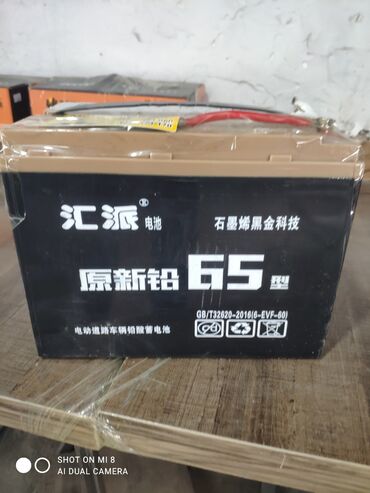 汇派® 电池
石墨烯黑金科技
原新铅65型
GB/T32620-2016(6-EVF-60)
电动道路车辆铅酸蓄电池
Cd Pb
SHOT ON MI 8
AI DUAL CAMERA